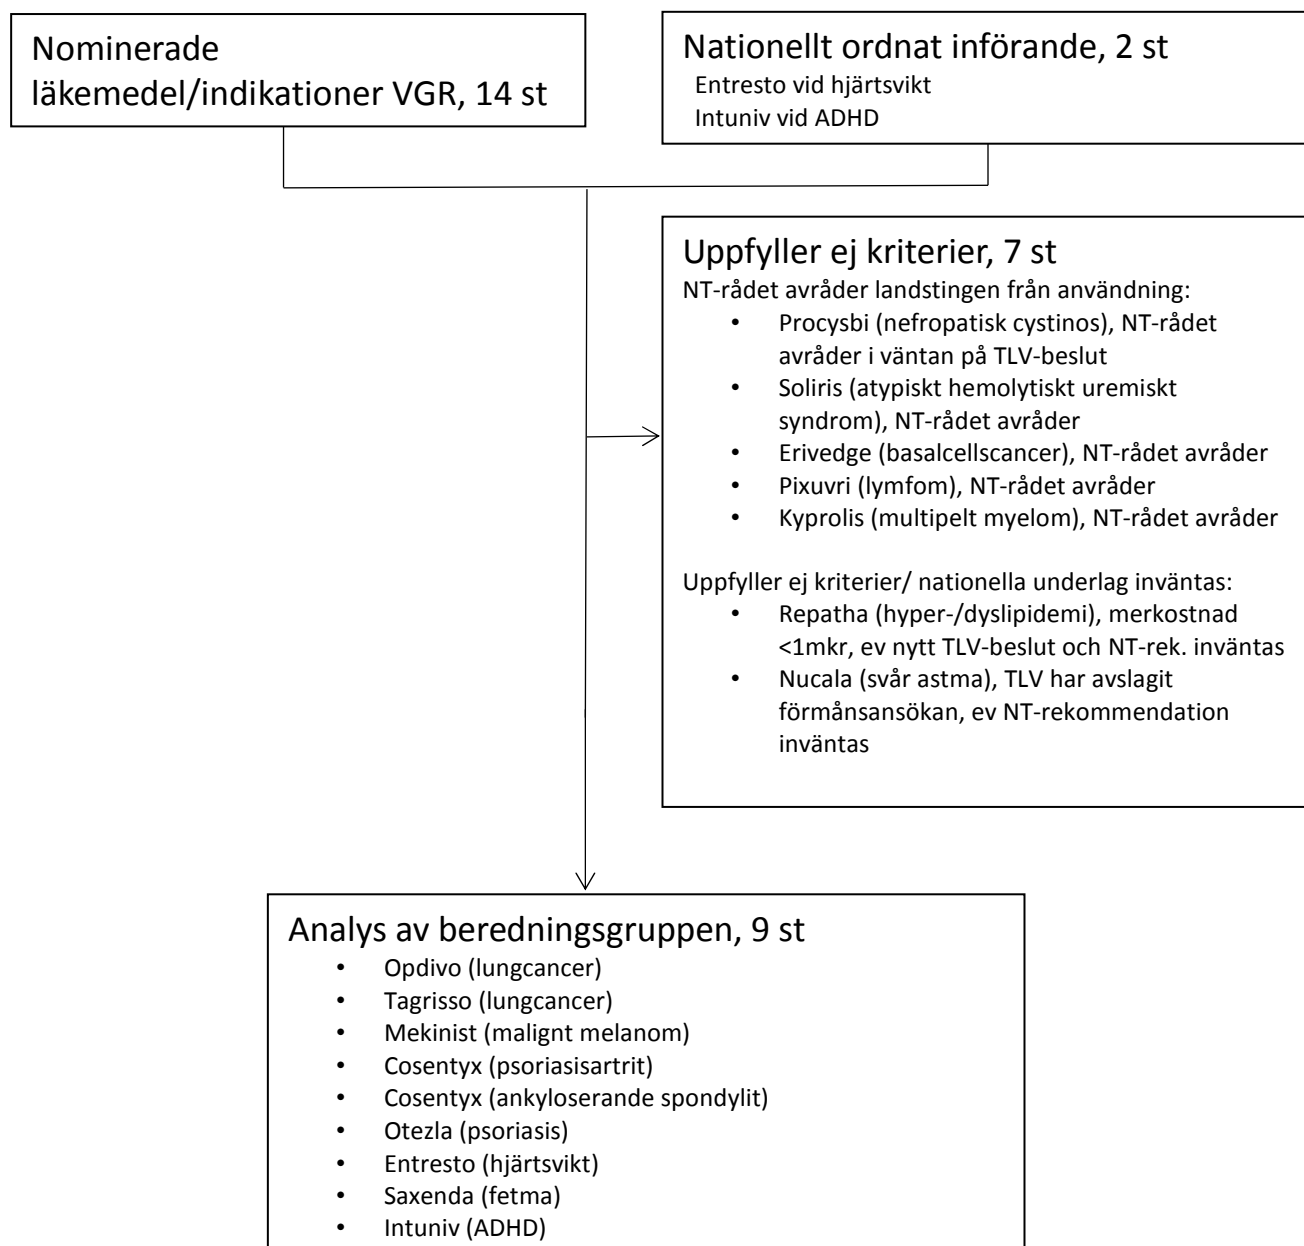 Nominerade
läkemedel/indikationer VGR, 14 st
Nationellt ordnat införande, 2 st
Entresto vid hjärtsvikt
Intuniv vid ADHD
Uppfyller ej kriterier, 7 st
NT-rådet avråder landstingen från användning:
• Procysbi (nefropatisk cystinos), NT-rådet
avråder i väntan på TLV-beslut
• Soliris (atypiskt hemolytiskt uremiskt
syndrom), NT-rådet avråder
• Erivedge (basalcellscancer), NT-rådet avråder
• Pixuvri (lymfom), NT-rådet avråder
• Kyprolis (multipelt myelom), NT-rådet avråder
Uppfyller ej kriterier/ nationella underlag inväntas:
• Repatha (hyper-/dyslipidemi), merkostnad
<1mkr, ev nytt TLV-beslut och NT-rek. inväntas
• Nucala (svår astma), TLV har avslagit
förmånsansökan, ev NT-rekommendation
inväntas
Analys av beredningsgruppen, 9 st
• Opdivo (lungcancer)
• Tagrisso (lungcancer)
• Mekinist (malignt melanom)
• Cosentyx (psoriasisartrit)
• Cosentyx (ankyloserande spondylit)
• Otezla (psoriasis)
• Entresto (hjärtsvikt)
• Saxenda (fetma)
• Intuniv (ADHD)